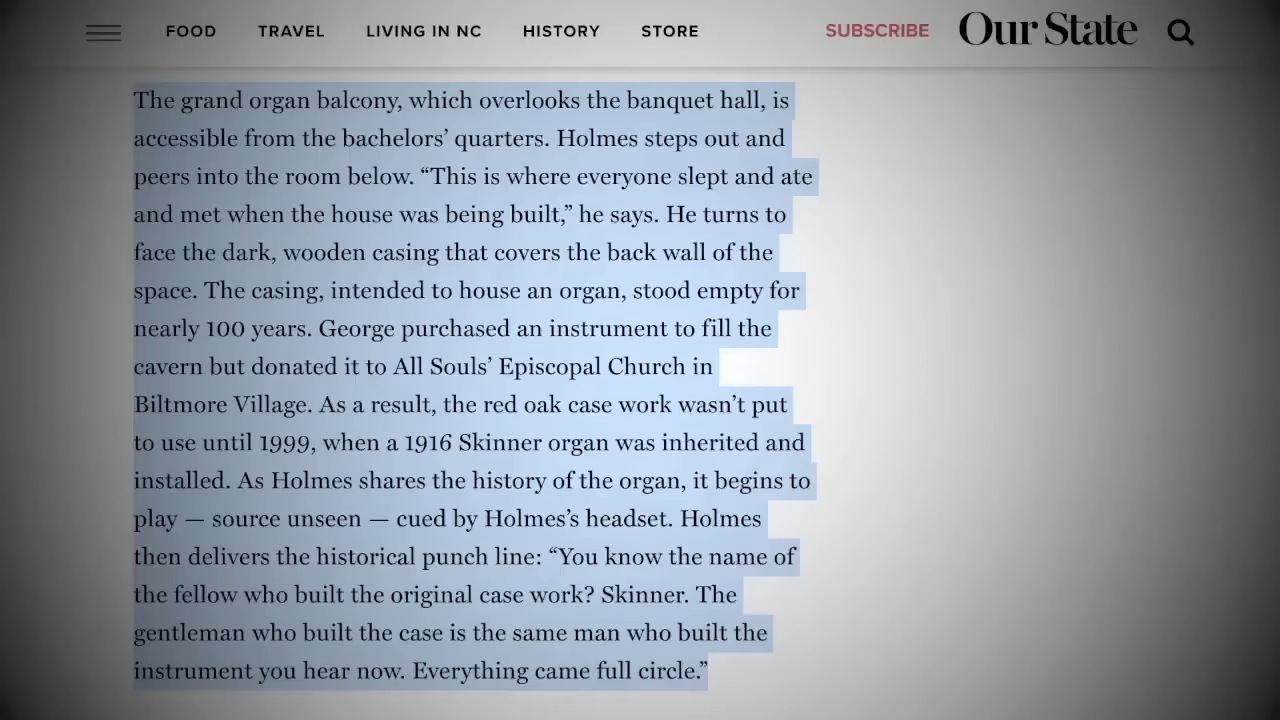 FOOD TRAVEL LIVING IN NC HISTORY STORE SUBSCRIBE Our State
The grand organ balcony, which overlooks the banquet hall, is
accessible from the bachelors’ quarters. Holmes steps out and
peers into the room below. “This is where everyone slept and ate
and met when the house was being built,” he says. He turns to
face the dark, wooden casing that covers the back wall of the
space. The casing, intended to house an organ, stood empty for
nearly 100 years. George purchased an instrument to fill the
cavern but donated it to All Souls’ Episcopal Church in
Biltmore Village. As a result, the red oak case work wasn’t put
to use until 1999, when a 1916 Skinner organ was inherited and
installed. As Holmes shares the history of the organ, it begins to
play — source unseen — cued by Holmes’s headset. Holmes
then delivers the historical punch line: “You know the name of
the fellow who built the original case work? Skinner. The
gentleman who built the case is the same man who built the
instrument you hear now. Everything came full circle.”